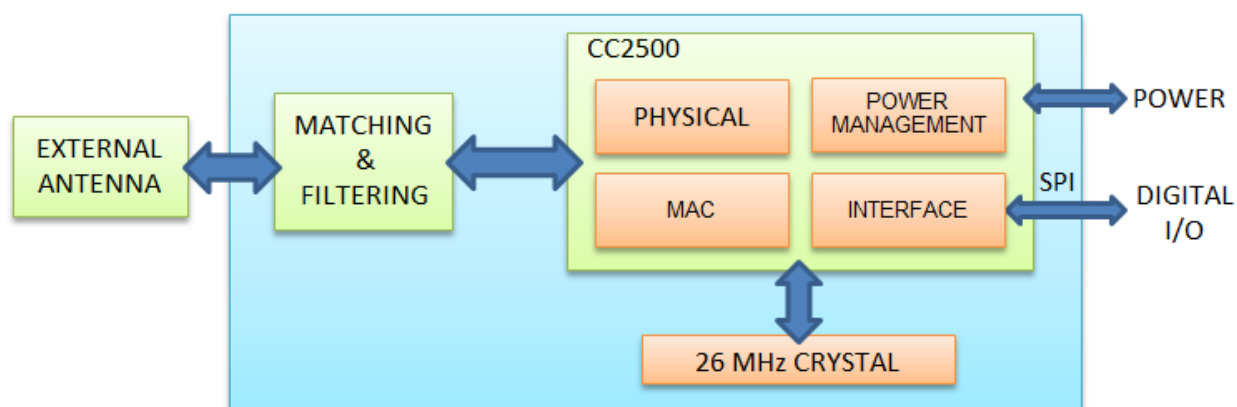 CC2500
PHYSICAL
POWER
MANAGEMENT
MAC
INTERFACE
EXTERNAL
ANTENNA
MATCHING
&
FILTERING
POWER
SPI
DIGITAL
I/O
26 MHz CRYSTAL